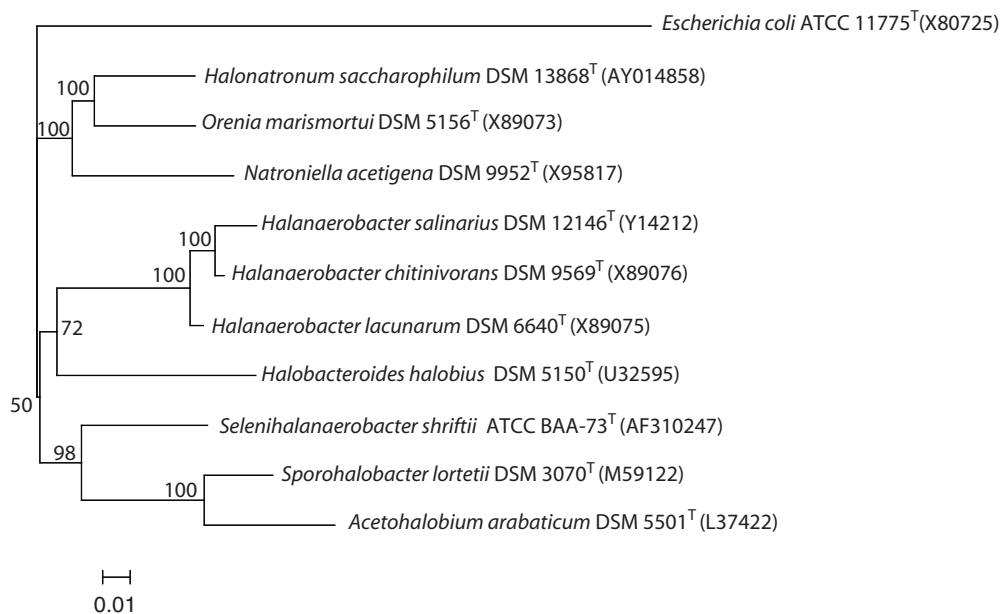 Escherichia coli ATCC 11775T(X80725)
Halonatronum saccharophilum DSM 13868T (AY014858)
100
Orenia marismortui DSM 5156T (X89073)
100
Natroniella acetigena DSM 9952T (X95817)
Halanaerobacter salinarius DSM 12146T (Y14212)
100
Halanaerobacter chitinivorans DSM 9569T (X89076)
100
Halanaerobacter lacunarum DSM 6640T (X89075)
72
Halobacteroides halobius DSM 5150T (U32595)
50
Selenihalanaerobacter shriftii ATCC BAA-73T (AF310247)
98
Sporohalobacter lortetii DSM 3070T (M59122)
100
Acetohalobium arabaticum DSM 5501T (L37422)
0.01